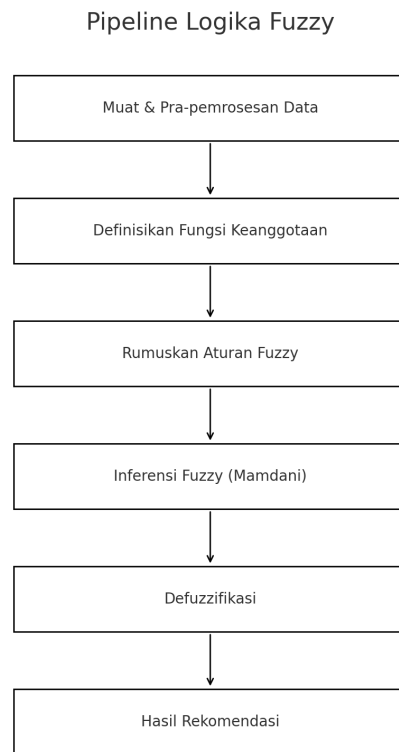 Pipeline Logika Fuzzy
Muat & Pra-pemrosesan Data
Definisikan Fungsi Keanggotaan
Rumuskan Aturan Fuzzy
Inferensi Fuzzy (Mamdani)
Defuzzifikasi
Hasil Rekomendasi